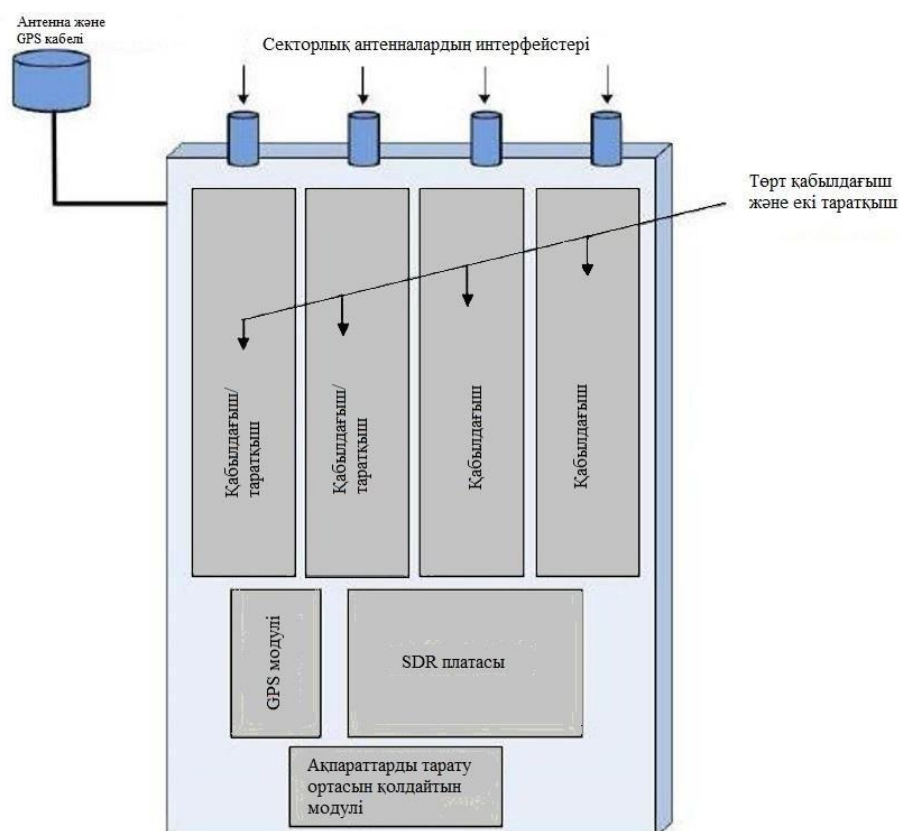 Антенна және
GPS кабелі
Секторлық антенналардың интерфейстері
Төрт қабылдағыш
және екі таратқыш
Қабылдағыш/
таратқыш
Қабылдағыш/
таратқыш
Қабылдағыш
Қабылдағыш
GPS модулі
SDR платасы
Ақпараттарды тарату
ортасын қолдайтын
модулі